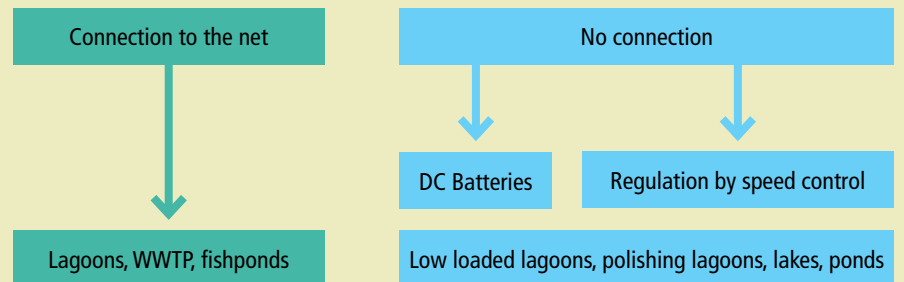 Connection to the net
No connection
DC Batteries
Regulation by speed control
Lagoons, WWTP, fishponds
Low loaded lagoons, polishing lagoons, lakes, ponds